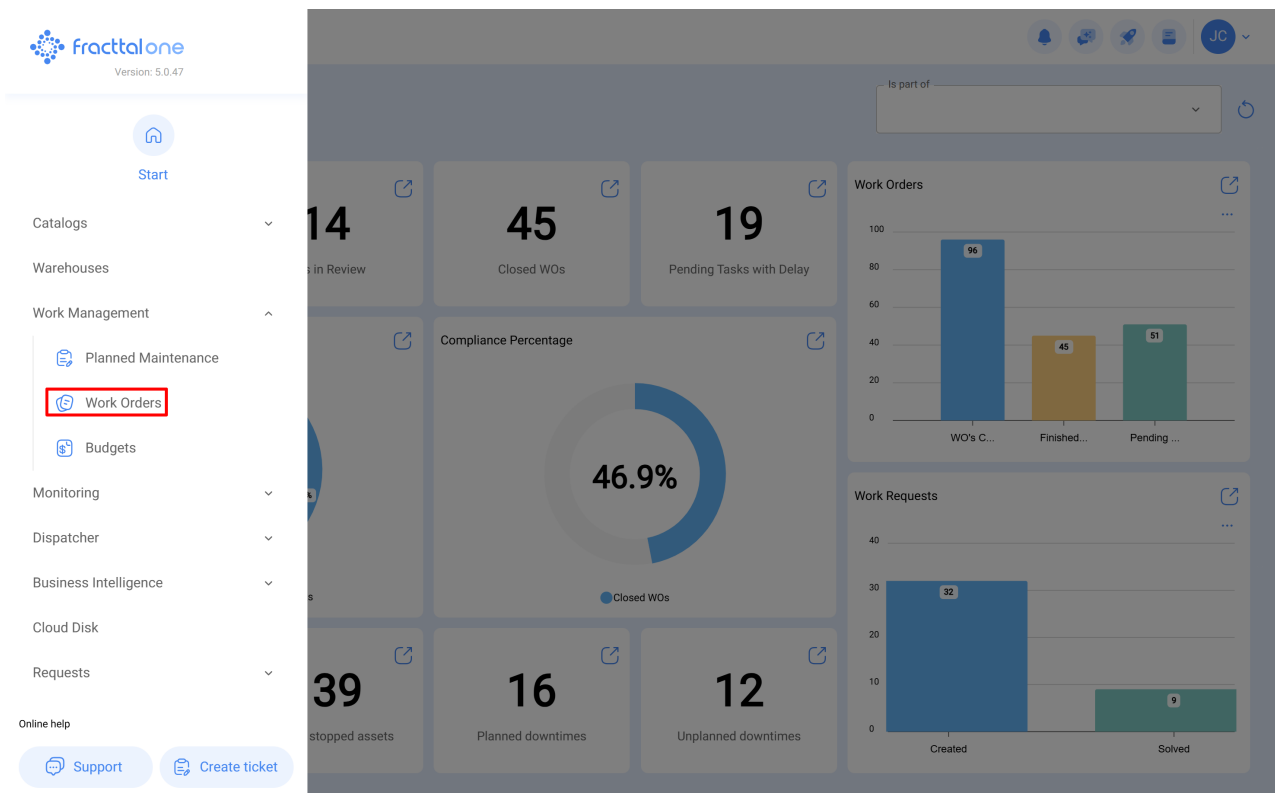 fracttal one
Version: 5.0.47
Start
Catalogs
Warehouses
Work Management
Planned Maintenance
Work Orders
Budgets
Monitoring
Dispatcher
Business Intelligence
Cloud Disk
Requests
Online help
Support
Create ticket
JC
Is part of
14
in Review
45
Closed WOs
19
Pending Tasks with Delay
Work Orders
...
100
80
60
40
20
0
96
45
51
WO's C...
Finished...
Pending ...
%
s
Compliance Percentage
46.9%
Closed WOs
Work Requests
...
40
30
20
10
0
32
9
Created
Solved
39
stopped assets
16
Planned downtimes
12
Unplanned downtimes